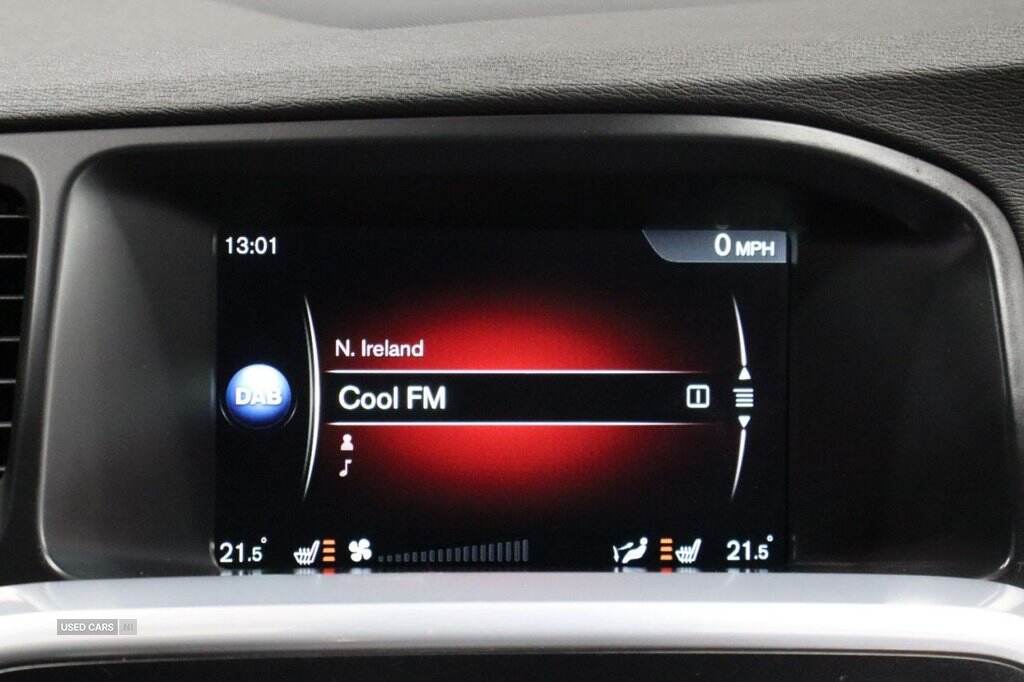 13:01
0 MPH
N. Ireland
DAB
Cool FM
21.5°
21.5°
USED CARS NI